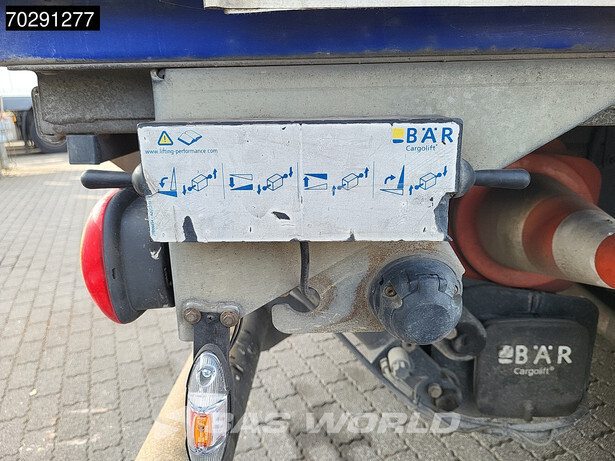 70291277
www.lifting-performance.com
BÄR
Cargolift®
BÄR
Cargolift®
BAS WORLD